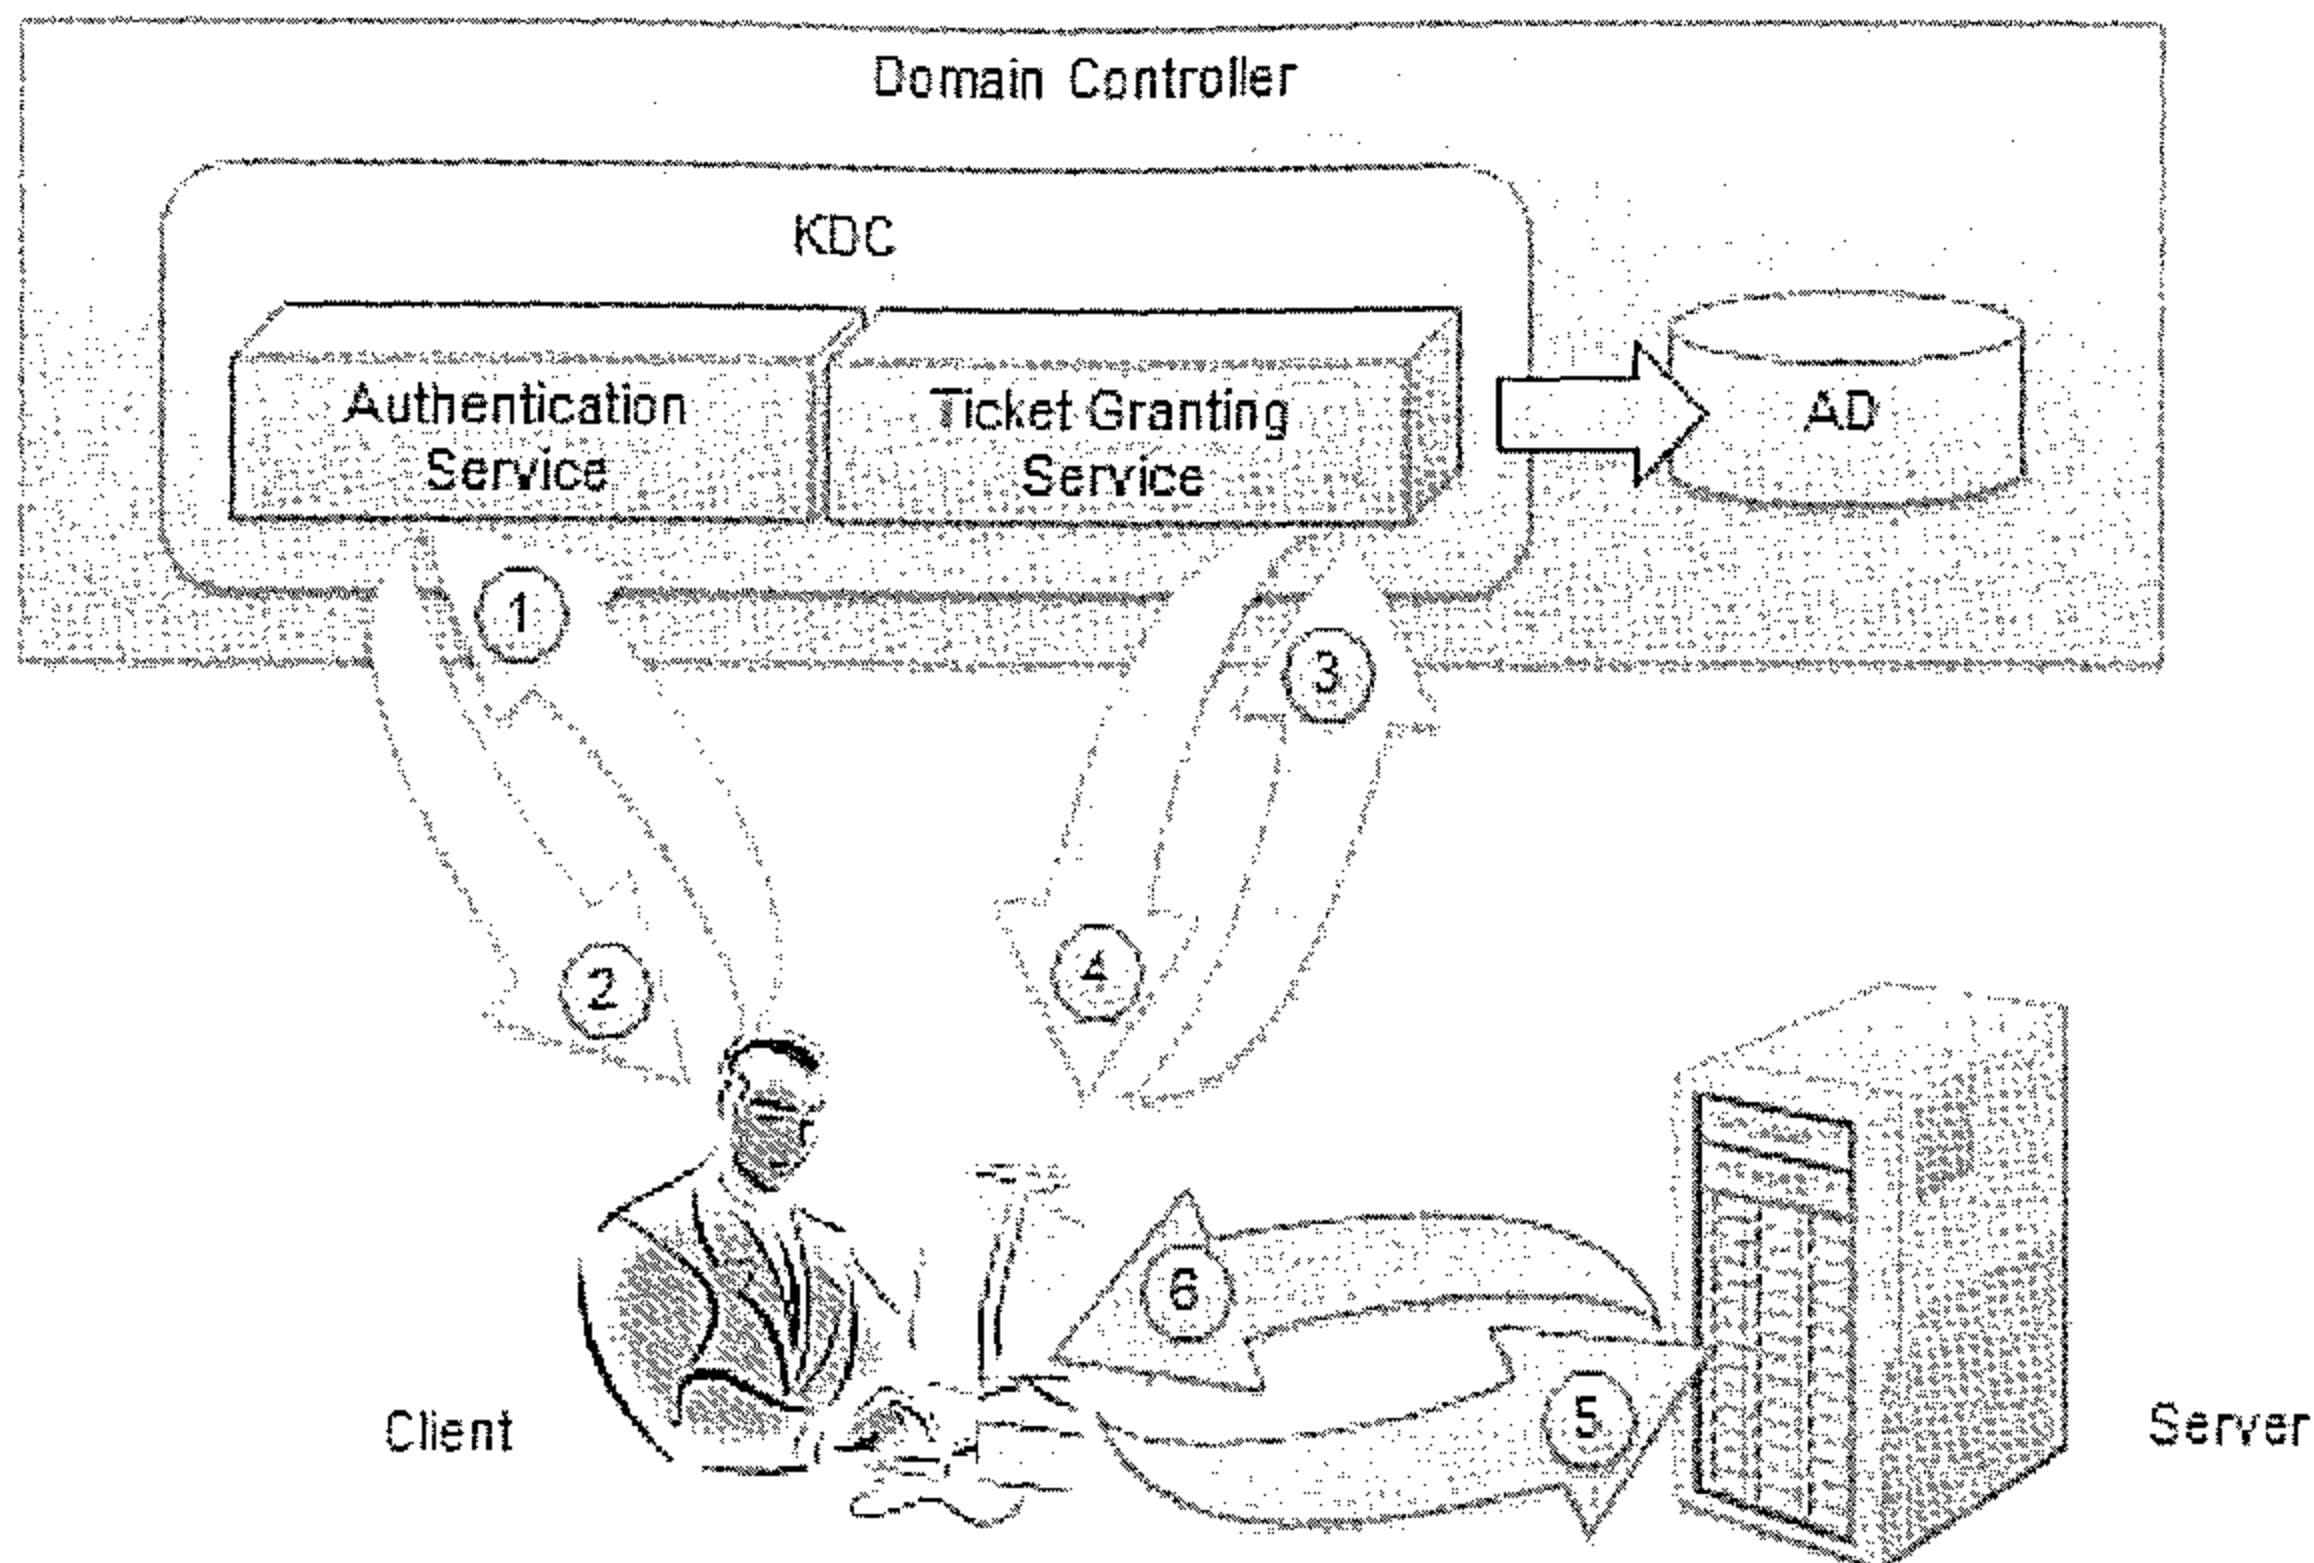 Domain Controller
KDC
Authentication
Service
Ticket Granting
Service
AD
1
3
2
4
6
5
Client
Server